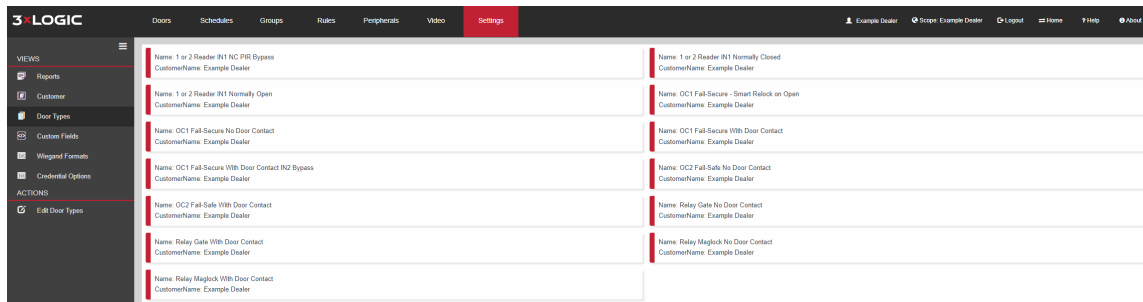 3xLOGIC
Doors Schedules Groups Rules Peripherals Video Settings
Example Dealer Scope: Example Dealer Logout Home Help About
VIEWS
Reports
Customer
Door Types
Custom Fields
Wiegand Formats
Credential Options
ACTIONS
Edit Door Types
Name: 1 or 2 Reader IN1 NC PIR Bypass
CustomerName: Example Dealer
Name: 1 or 2 Reader IN1 Normally Closed
CustomerName: Example Dealer
Name: 1 or 2 Reader IN1 Normally Open
CustomerName: Example Dealer
Name: OC1 Fail-Secure - Smart Relock on Open
CustomerName: Example Dealer
Name: OC1 Fail-Secure No Door Contact
CustomerName: Example Dealer
Name: OC1 Fail-Secure With Door Contact
CustomerName: Example Dealer
Name: OC1 Fail-Secure With Door Contact IN2 Bypass
CustomerName: Example Dealer
Name: OC2 Fail-Safe No Door Contact
CustomerName: Example Dealer
Name: OC2 Fail-Safe With Door Contact
CustomerName: Example Dealer
Name: Relay Gate No Door Contact
CustomerName: Example Dealer
Name: Relay Gate With Door Contact
CustomerName: Example Dealer
Name: Relay Maglock No Door Contact
CustomerName: Example Dealer
Name: Relay Maglock With Door Contact
CustomerName: Example Dealer